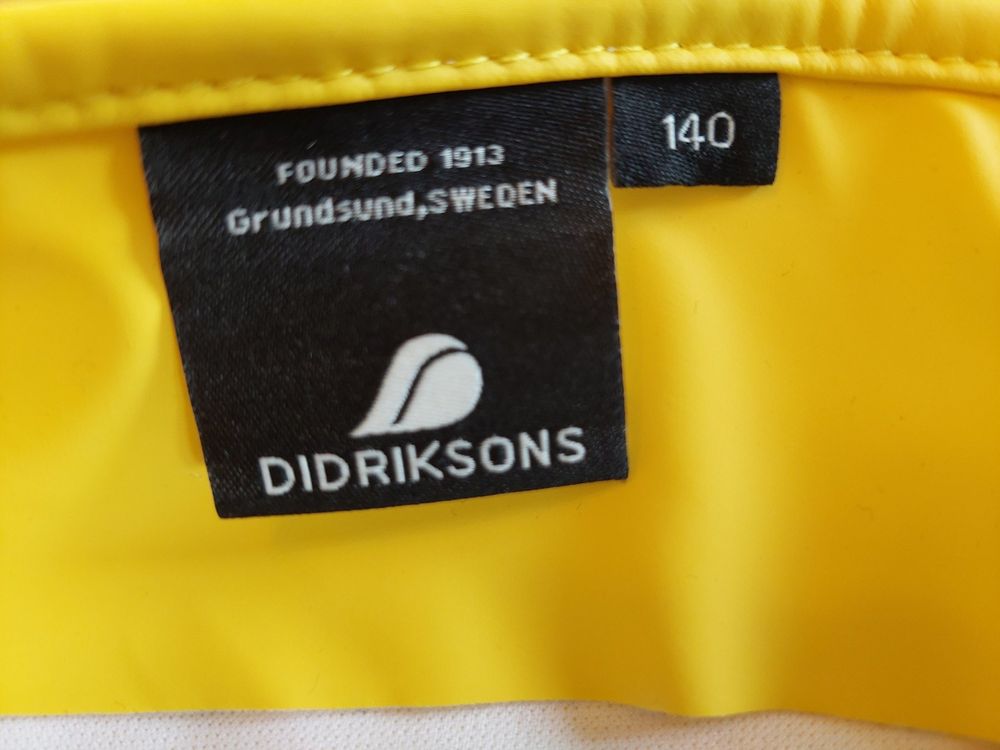 FOUNDED 1913
Grundsund,SWEDEN
DIDRIKSONS
140